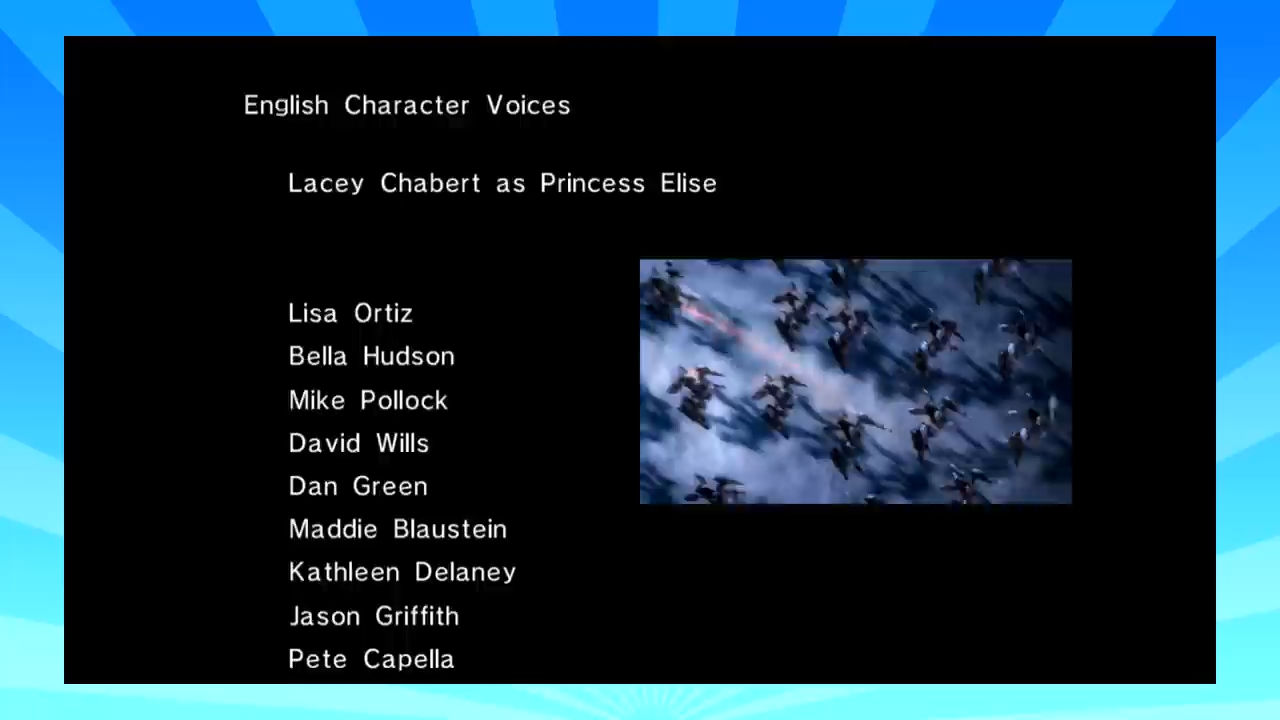 English Character Voices
Lacey Chabert as Princess Elise
Lisa Ortiz
Bella Hudson
Mike Pollock
David Wills
Dan Green
Maddie Blaustein
Kathleen Delaney
Jason Griffith
Pete Capella